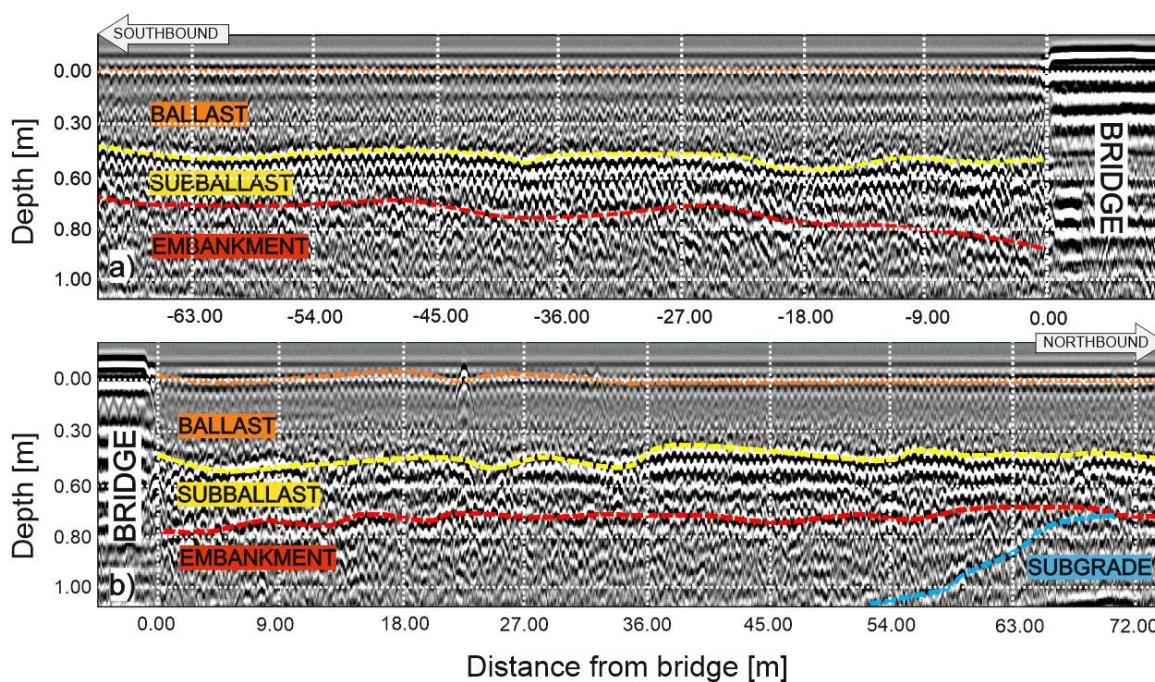 SOUTHBOUND
Depth [m]
0.00
0.30
0.60
0.80
1.00
BALLAST
SUBBALLAST
EMBANKMENT
a)
BRIDGE
-63.00 -54.00 -45.00 -36.00 -27.00 -18.00 -9.00 0.00
NORTHBOUND
Depth [m]
0.00
0.30
0.60
0.80
1.00
BRIDGE
BALLAST
SUBBALLAST
EMBANKMENT
SUBGRADE
b)
0.00 9.00 18.00 27.00 36.00 45.00 54.00 63.00 72.00
Distance from bridge [m]